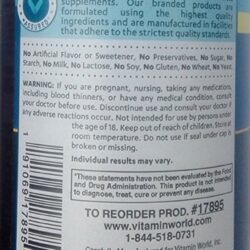 supplements. Our branded products are
formulated using the highest quality
ingredients and are manufactured in facilities
that adhere to the strictest quality standards.
No Artificial Flavor or Sweetener, No Preservatives, No Sugar, No
Starch, No Milk, No Lactose, No Soy, No Gluten, No Wheat, No Yeast,
WARNING: If you are pregnant, nursing, taking any medication,
including blood thinners, or have any medical condition, consult
your doctor before use. Discontinue use and consult your doctor if
any adverse reactions occur. Not intended for use by persons under
the age of 18. Keep out of reach of children. Store at
room temperature. Do not use if seal under cap is
broken or missing.
Individual results may vary.
*These statements have not been evaluated by the Food
and Drug Administration. This product is not intended
to diagnose, treat, cure or prevent any disease.
TO REORDER PROD. #17895
www.vitaminworld.com
1-844-518-0731
Vitamin World, Inc.